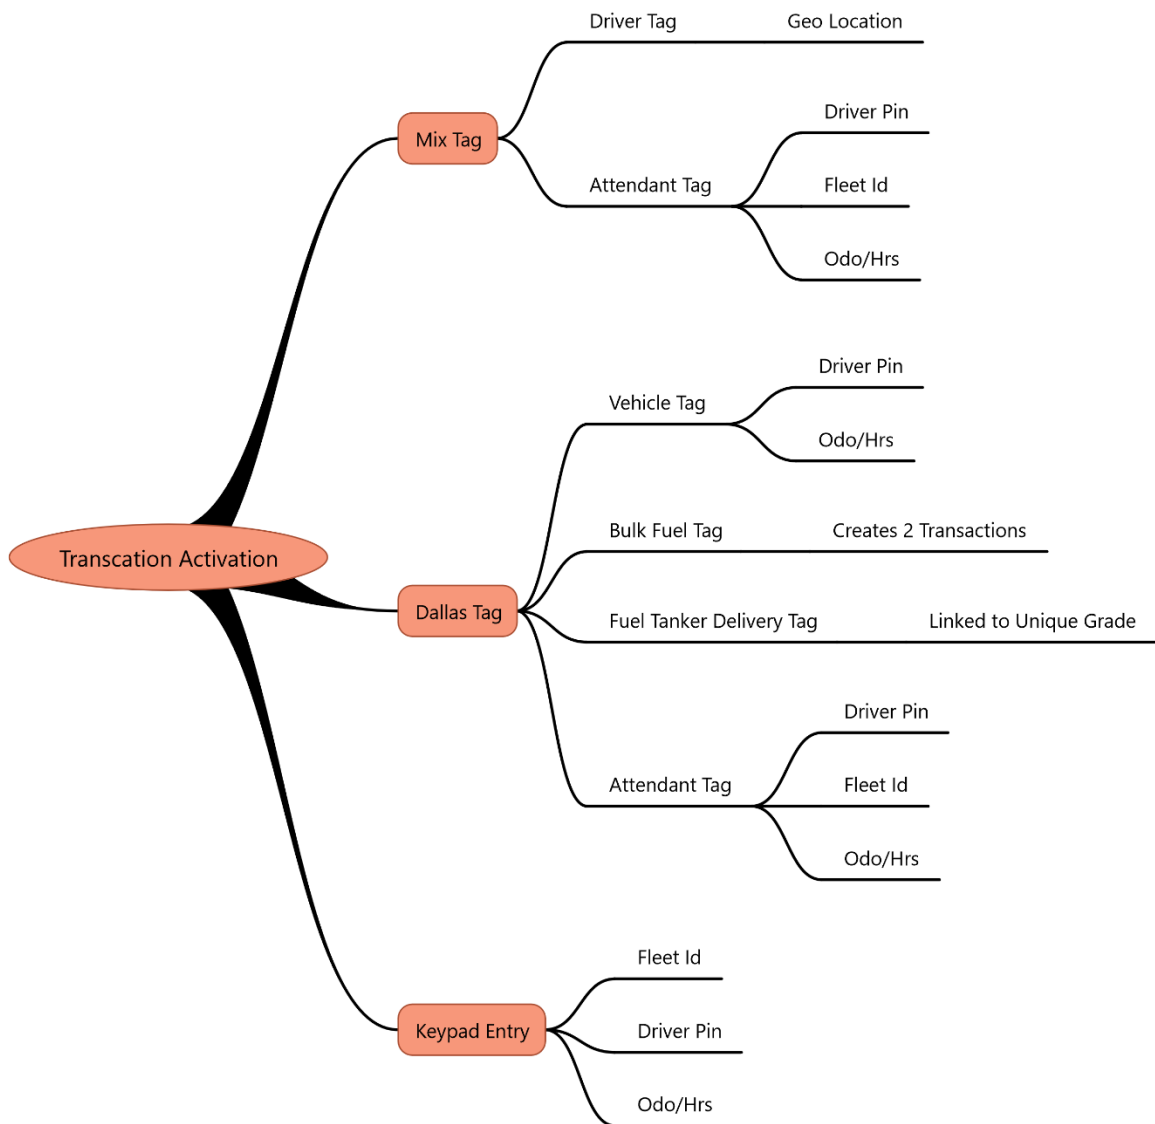 Driver Tag
Geo Location
Mix Tag
Driver Pin
Attendant Tag
Fleet Id
Odo/Hrs
Transcation Activation
Dallas Tag
Vehicle Tag
Driver Pin
Odo/Hrs
Bulk Fuel Tag
Creates 2 Transactions
Fuel Tanker Delivery Tag
Linked to Unique Grade
Attendant Tag
Driver Pin
Fleet Id
Odo/Hrs
Keypad Entry
Fleet Id
Driver Pin
Odo/Hrs